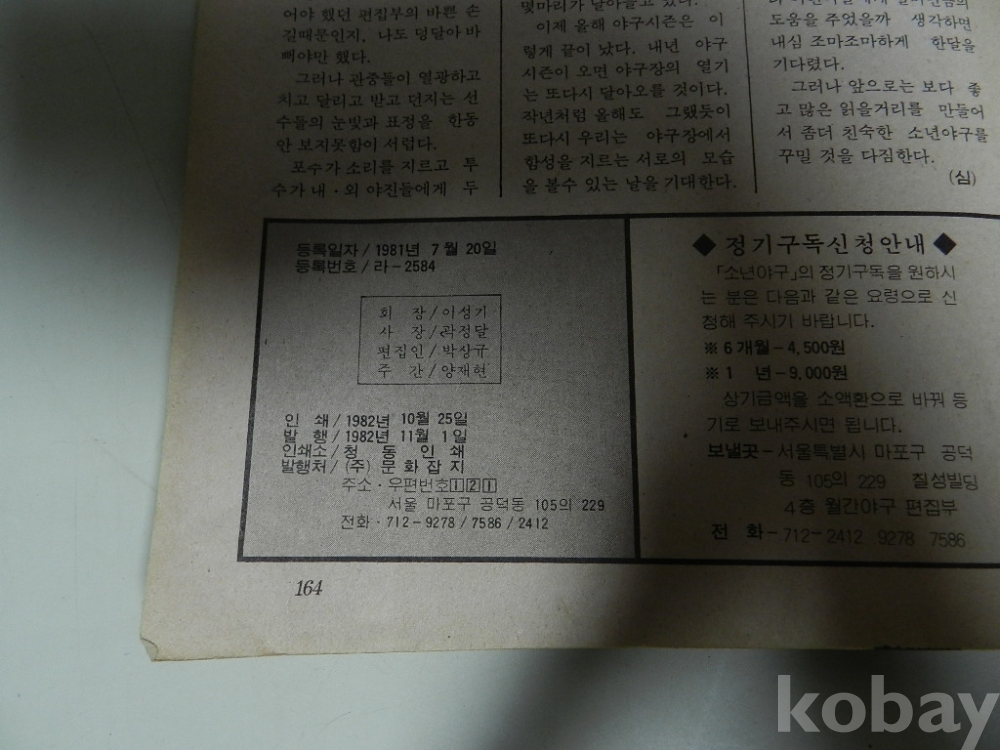 어야 했던 편집부의 바쁜 손
길때문인지, 나도 덩달아 바
빠야만 했다.
그러나 관중들이 열광하고
치고 달리고 받고 던지는 선
수들의 눈빛과 표정을 한동
안 보지못함이 서럽다.
포수가 소리를 지르고 투
수가 내·외 야진들에게 두
몇마리가 날아들고 있다.
이제 올해 야구시즌은 이
렇게 끝이 났다. 내년 야구
시즌이 오면 야구장의 열기
는 또다시 달아오를 것이다.
작년처럼 올해도 그랬듯이
또다시 우리는 야구장에서
함성을 지르는 서로의 모습
을 볼수 있는 날을 기대한다.
도움을 주었을까 생각하면
내심 조마조마하게 한달을
기다렸다.
그러나 앞으로는 보다 좋
고 많은 읽을거리를 만들어
서 좀더 친숙한 소년야구를
꾸밀 것을 다짐한다.
(심)
등록일자/1981년 7월 20일
등록번호/라-2584
회 장/이성기
사 장/곽정달
편집인/박상규
주 간/양재현
인 쇄/1982년 10월 25일
발 행/1982년 11월 1일
인쇄소/청 동 인 쇄
발행처/(주) 문 화 잡 지
주소·우편번호 1 2 1
서울 마포구 공덕동 105의 229
전화·712-9278/7586/2412
◆ 정기구독신청안내 ◆
「소년야구」의 정기구독을 원하시
는 분은 다음과 같은 요령으로 신
청해 주시기 바랍니다.
※ 6개월-4,500원
※ 1 년-9,000원
상기금액을 소액환으로 바꿔 등
기로 보내주시면 됩니다.
보낼곳-서울특별시 마포구 공덕
동 105의 229 칠성빌딩
4층 월간야구 편집부
전 화-712-2412 9278 7586
164
kobay